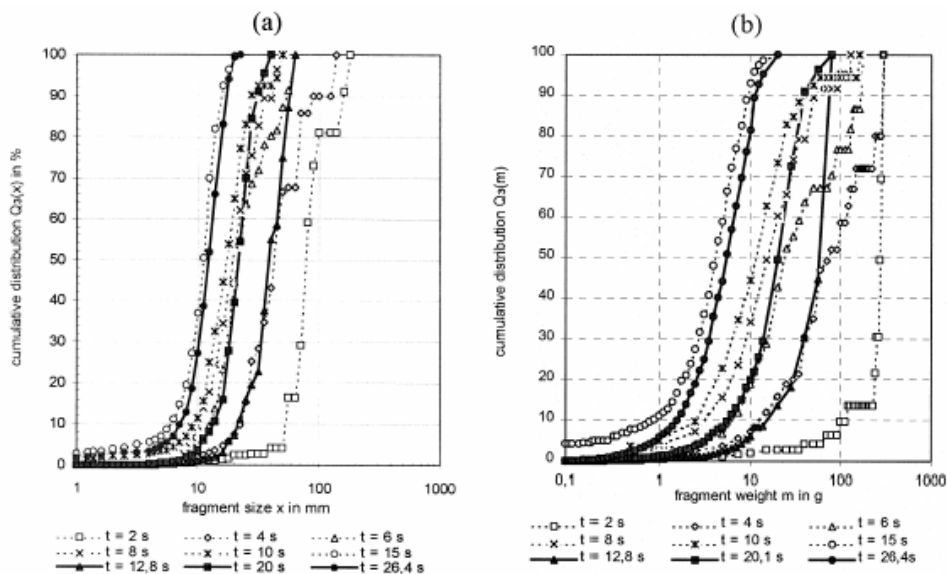 (a)
(b)
cumulative distribution Q₃(x) in %
100
90
80
70
60
50
40
30
20
10
0
1
10
100
1000
fragment size x in mm
t = 2 s
t = 4 s
t = 6 s
t = 8 s
t = 10 s
t = 15 s
t = 12,8 s
t = 20 s
t = 26,4 s
cumulative distribution Q₃(m)
100
90
80
70
60
50
40
30
20
10
0
0,1
1
10
100
1000
fragment weight m in g
t = 2 s
t = 4 s
t = 6 s
t = 8 s
t = 10 s
t = 15 s
t = 12,8 s
t = 20,1 s
t = 26,4 s